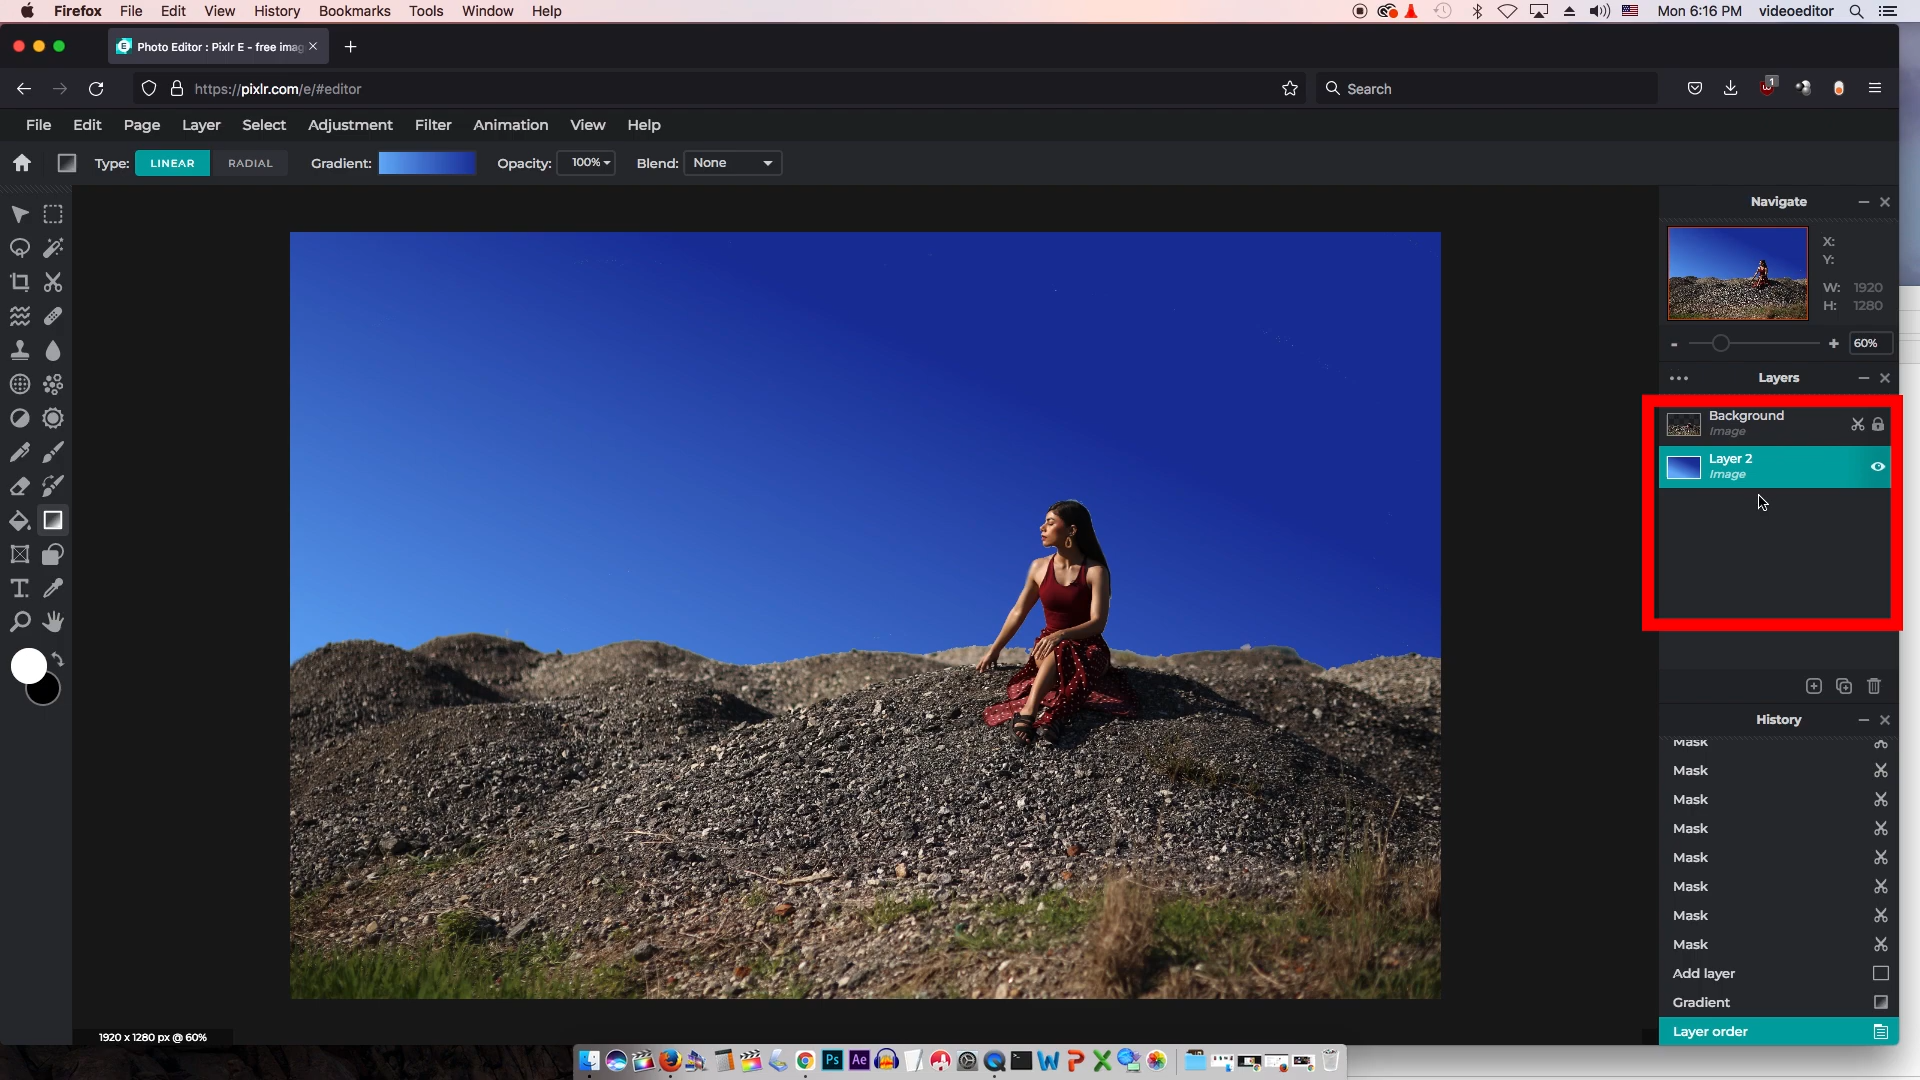 Firefox File Edit View History Bookmarks Tools Window Help Mon 6:16 PM videoeditor
Photo Editor : Pixlr E - free imag
https://pixlr.com/e/#editor Search 1
File Edit Page Layer Select Adjustment Filter Animation View Help
Type: LINEAR RADIAL Gradient: Opacity: 100% Blend: None
Navigate
X:
Y:
W: 1920
H: 1280
- + 60%
Layers
Background
Image
Layer 2
Image
History
Mask
Mask
Mask
Mask
Mask
Mask
Mask
Mask
Add layer
Gradient
Layer order
1920 x 1280 px @ 60%
Ps Ae W P X